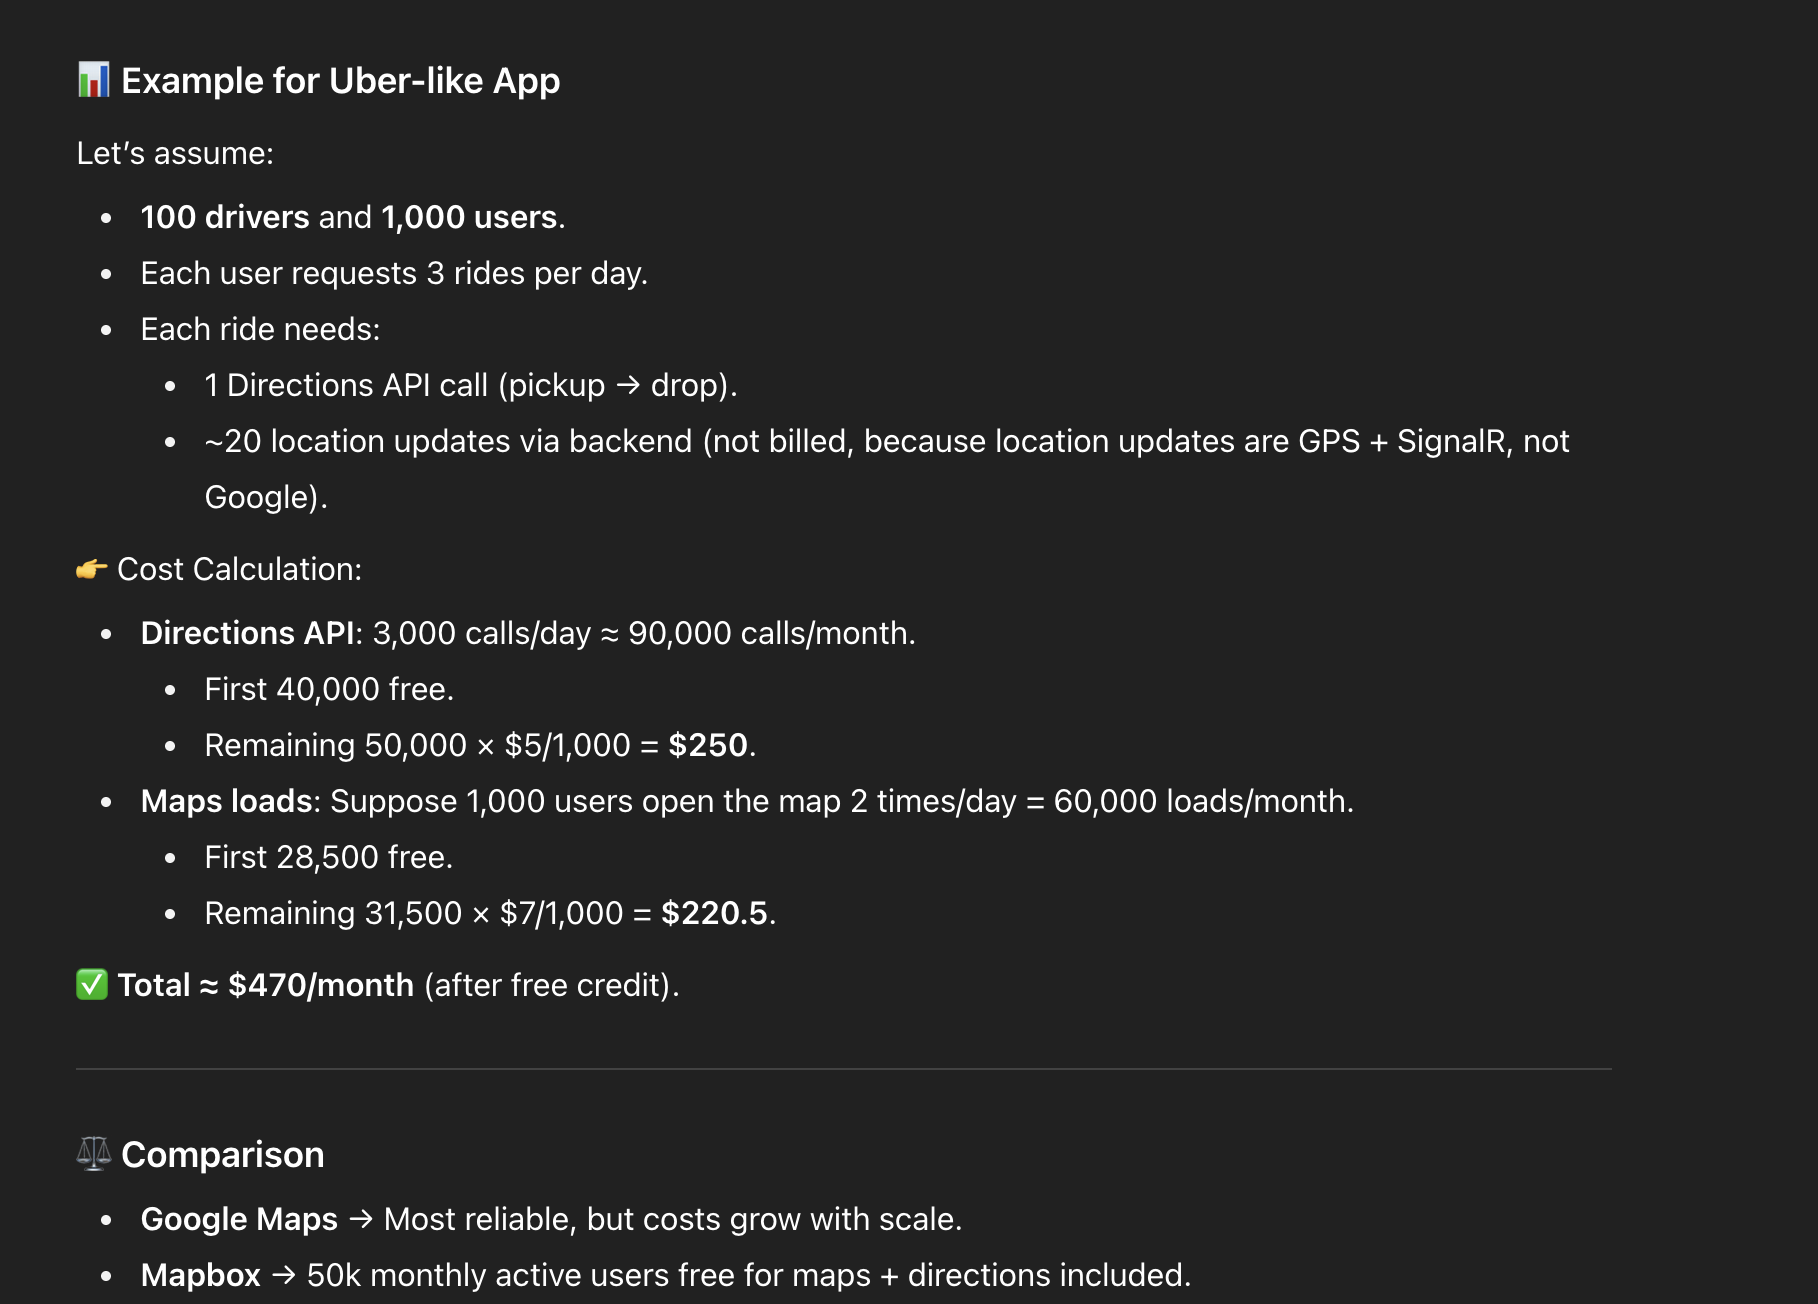 📊 Example for Uber-like App
Let’s assume:
• 100 drivers and 1,000 users.
• Each user requests 3 rides per day.
• Each ride needs:
• 1 Directions API call (pickup → drop).
• ~20 location updates via backend (not billed, because location updates are GPS + SignalR, not
Google).
👉 Cost Calculation:
• Directions API: 3,000 calls/day ≈ 90,000 calls/month.
• First 40,000 free.
• Remaining 50,000 × $5/1,000 = $250.
• Maps loads: Suppose 1,000 users open the map 2 times/day = 60,000 loads/month.
• First 28,500 free.
• Remaining 31,500 × $7/1,000 = $220.5.
✅ Total ≈ $470/month (after free credit).
⚖️ Comparison
• Google Maps → Most reliable, but costs grow with scale.
• Mapbox → 50k monthly active users free for maps + directions included.